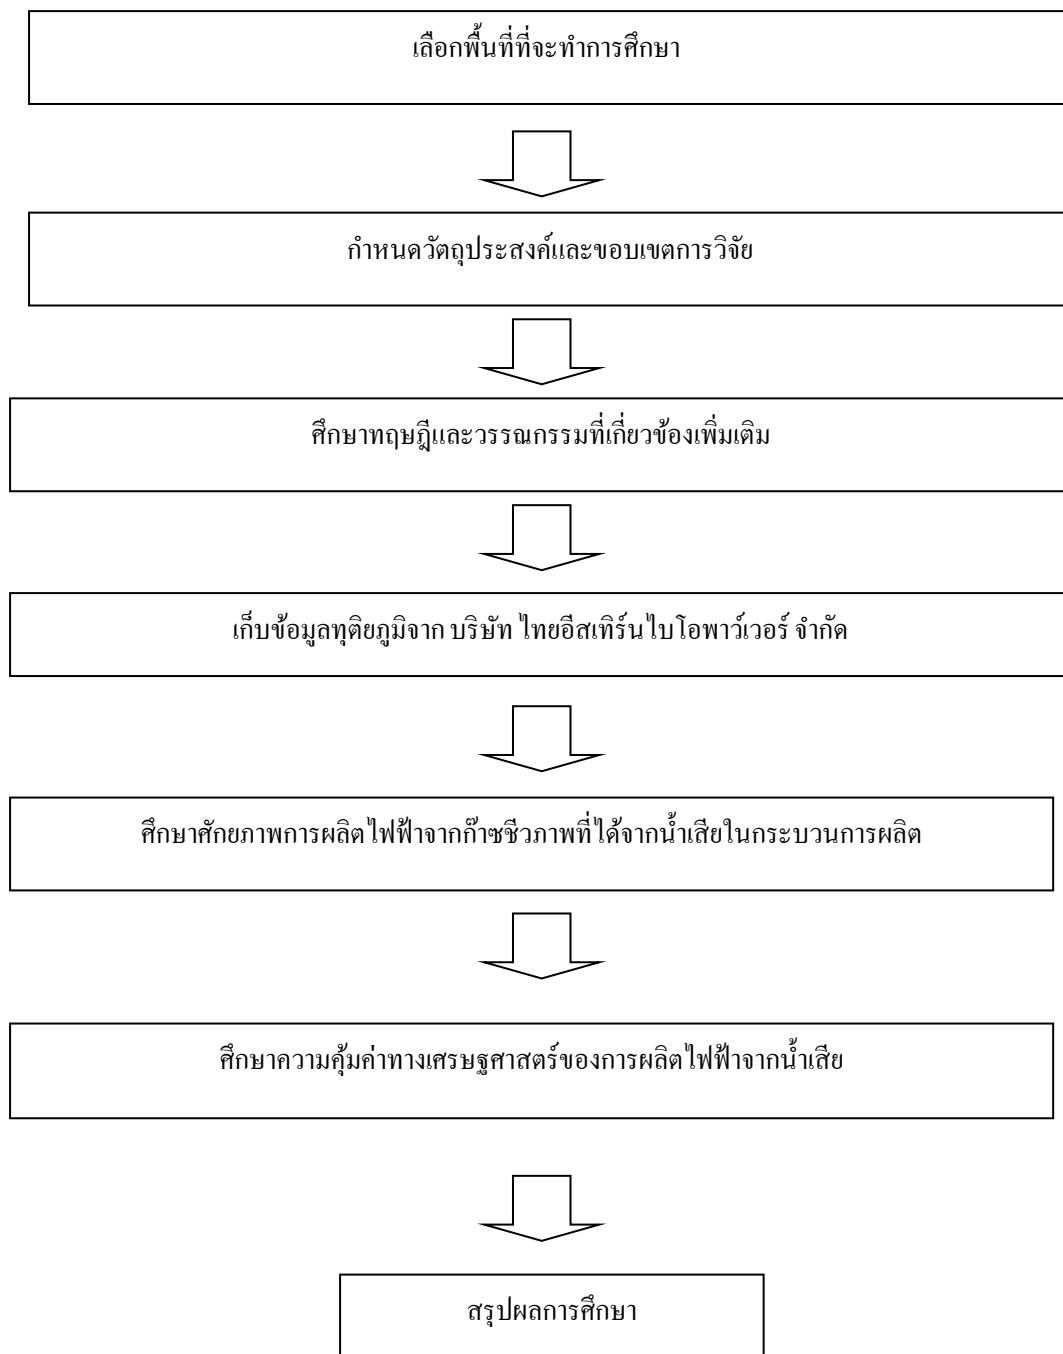 เลือกพื้นที่ที่จะทำการศึกษา
กำหนดวัตถุประสงค์และขอบเขตการวิจัย
ศึกษาทฤษฎีและวรรณกรรมที่เกี่ยวข้องเพิ่มเติม
เก็บข้อมูลทุติยภูมิจาก บริษัท ไทยอีสเทิร์นไบโอพาว์เวอร์ จำกัด
ศึกษาศักยภาพการผลิตไฟฟ้าจากก๊าซชีวภาพที่ได้จากน้ำเสียในกระบวนการผลิต
ศึกษาความคุ้มค่าทางเศรษฐศาสตร์ของการผลิตไฟฟ้าจากน้ำเสีย
สรุปผลการศึกษา